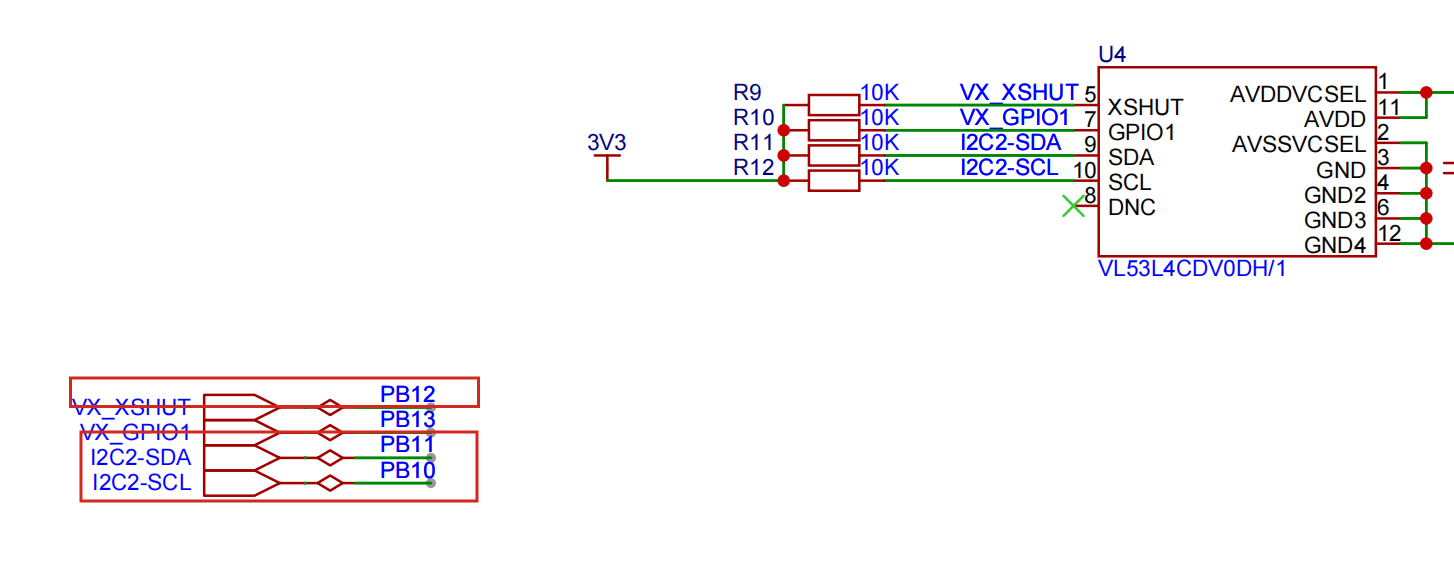 U4
R9 10K VX_XSHUT 5 XSHUT AVDDVCSEL 1
R10 10K VX_GPIO1 7 GPIO1 AVDD 11
3V3 R11 10K I2C2-SDA 9 SDA AVSSVCSEL 2
R12 10K I2C2-SCL 10 SCL GND 3
8 DNC GND2 4
GND3 6
GND4 12
VL53L4CDV0DH/1
VX_XSHUT PB12
VX_GPIO1 PB13
I2C2-SDA PB11
I2C2-SCL PB10